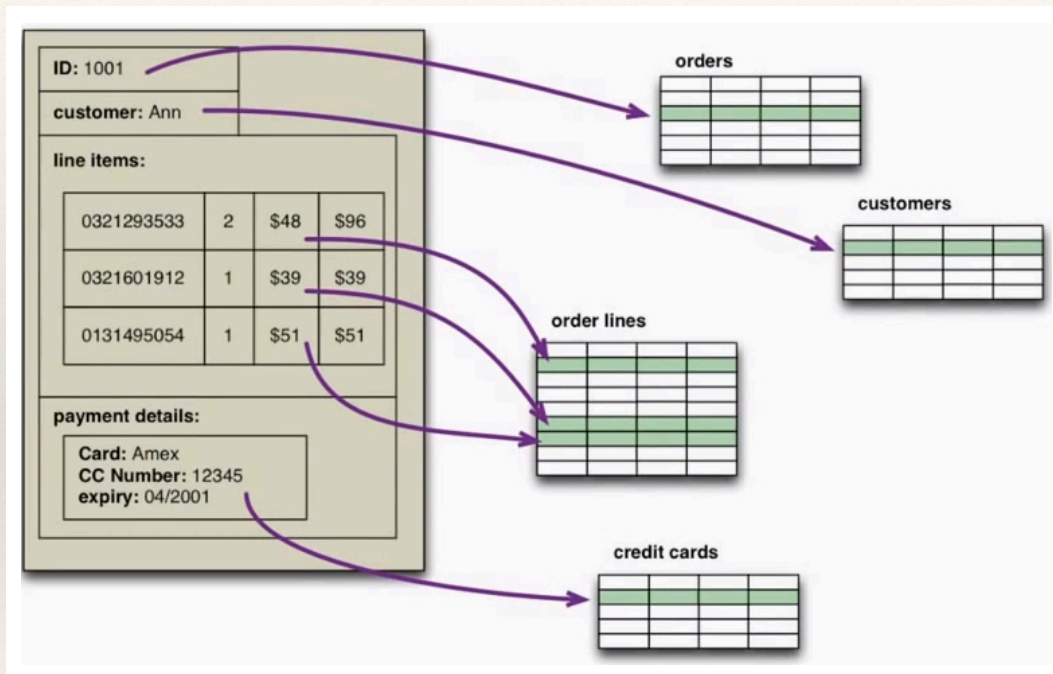 ID: 1001
customer: Ann
line items:
0321293533 2 $48 $96
0321601912 1 $39 $39
0131495054 1 $51 $51
payment details:
Card: Amex
CC Number: 12345
expiry: 04/2001
orders
customers
order lines
credit cards